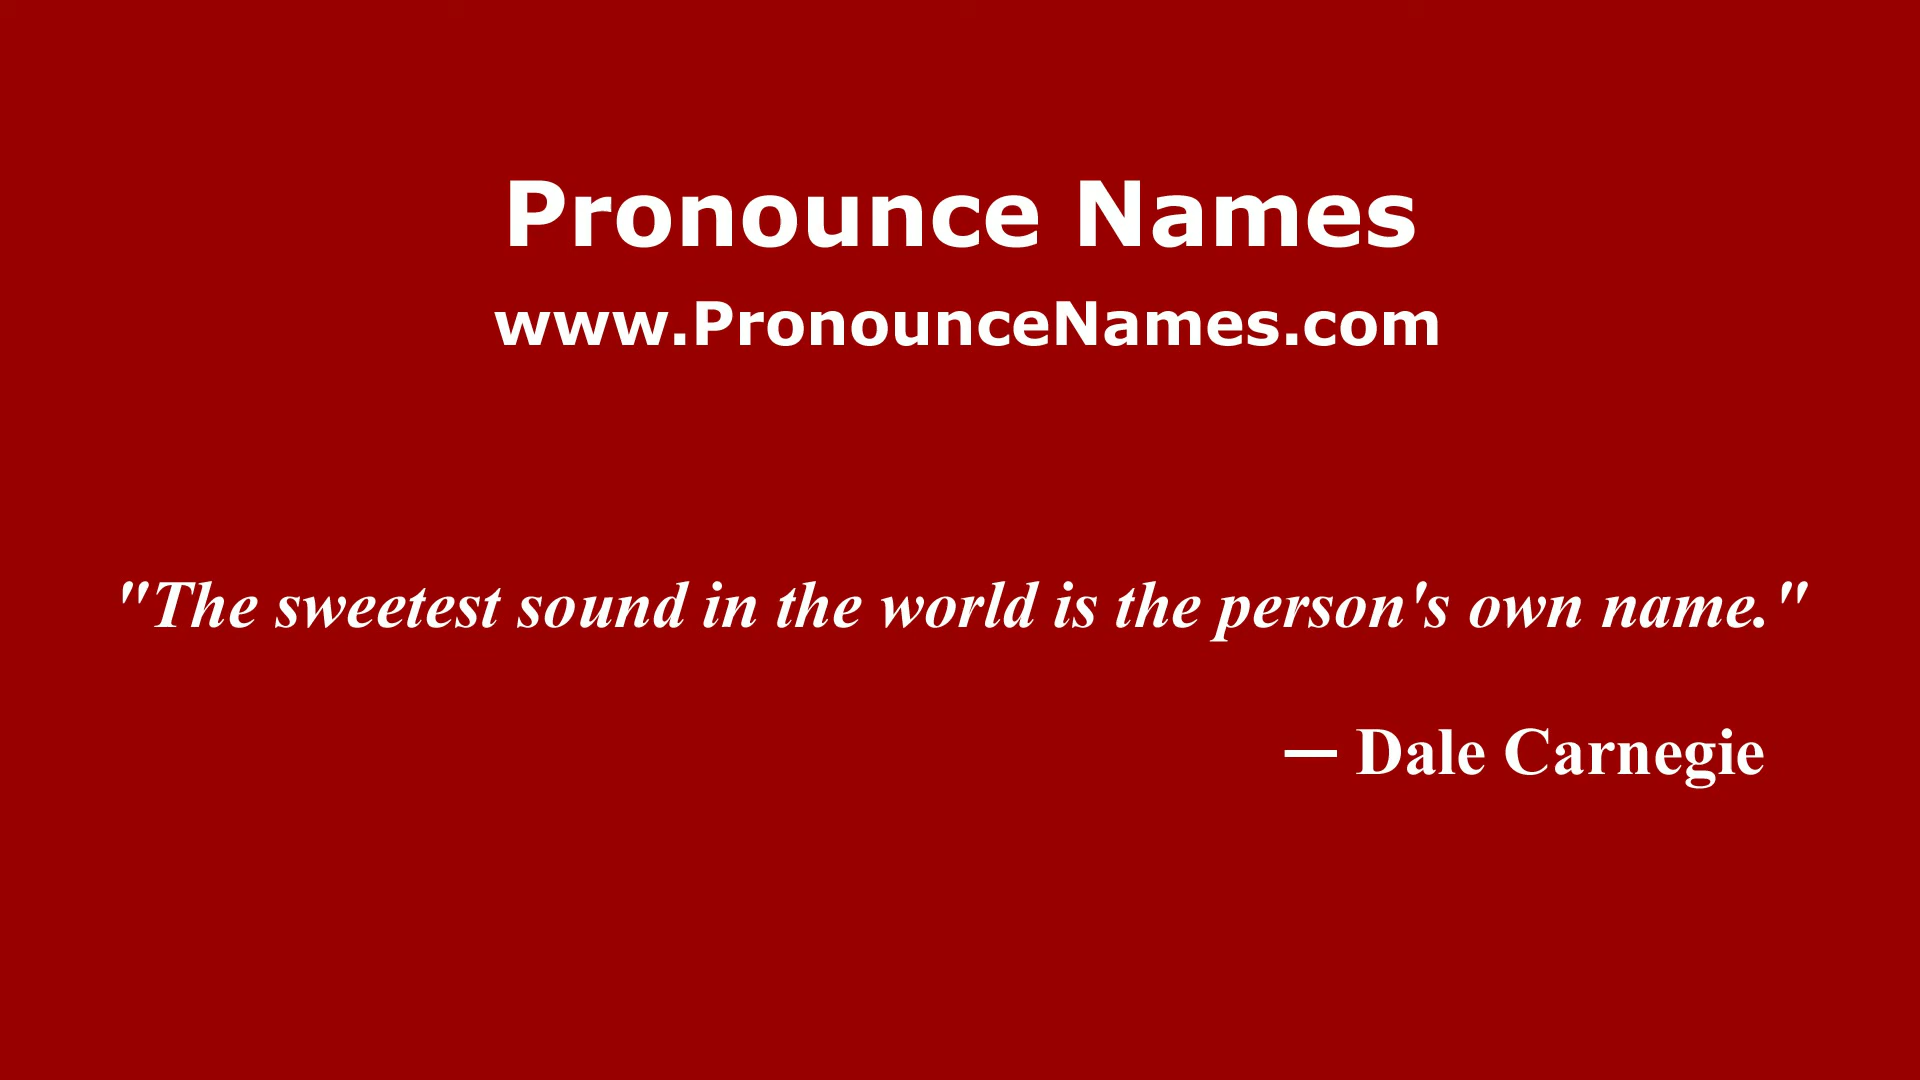 Pronounce Names
www.PronounceNames.com
"The sweetest sound in the world is the person's own name."
— Dale Carnegie